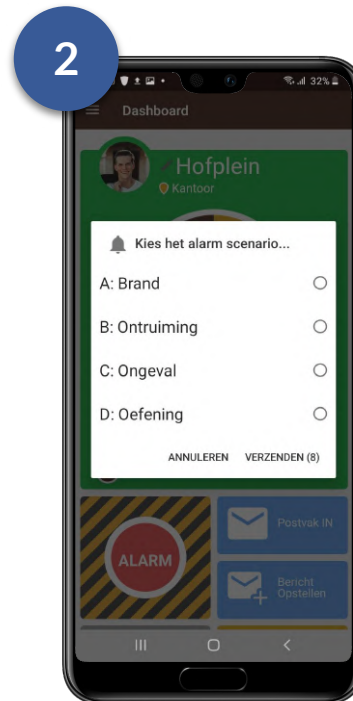 2
32%
Dashboard
Hofplein
Kantoor
Kies het alarm scenario...
A: Brand
B: Ontruiming
C: Ongeval
D: Oefening
ANNULEREN VERZENDEN (8)
ALARM
Postvak IN
Bericht
Opstellen